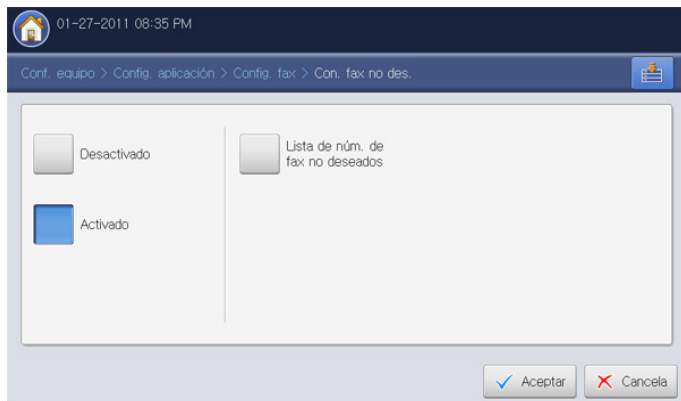 01-27-2011 08:35 PM
Conf. equipo > Config. aplicación > Config. fax > Con. fax no des.
Desactivado
Lista de núm. de
fax no deseados
Activado
Aceptar
Cancela